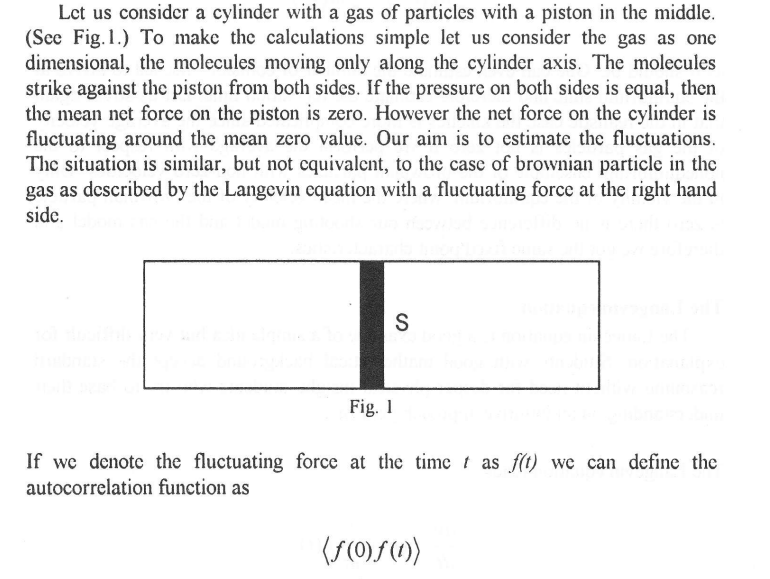 Let us consider a cylinder with a gas of particles with a piston in the middle.
(See Fig.1.) To make the calculations simple let us consider the gas as one
dimensional, the molecules moving only along the cylinder axis. The molecules
strike against the piston from both sides. If the pressure on both sides is equal, then
the mean net force on the piston is zero. However the net force on the cylinder is
fluctuating around the mean zero value. Our aim is to estimate the fluctuations.
The situation is similar, but not equivalent, to the case of brownian particle in the
gas as described by the Langevin equation with a fluctuating force at the right hand
side.
S
Fig. 1
If we denote the fluctuating force at the time t as f(t) we can define the
autocorrelation function as
⟨f(0)f(t)⟩